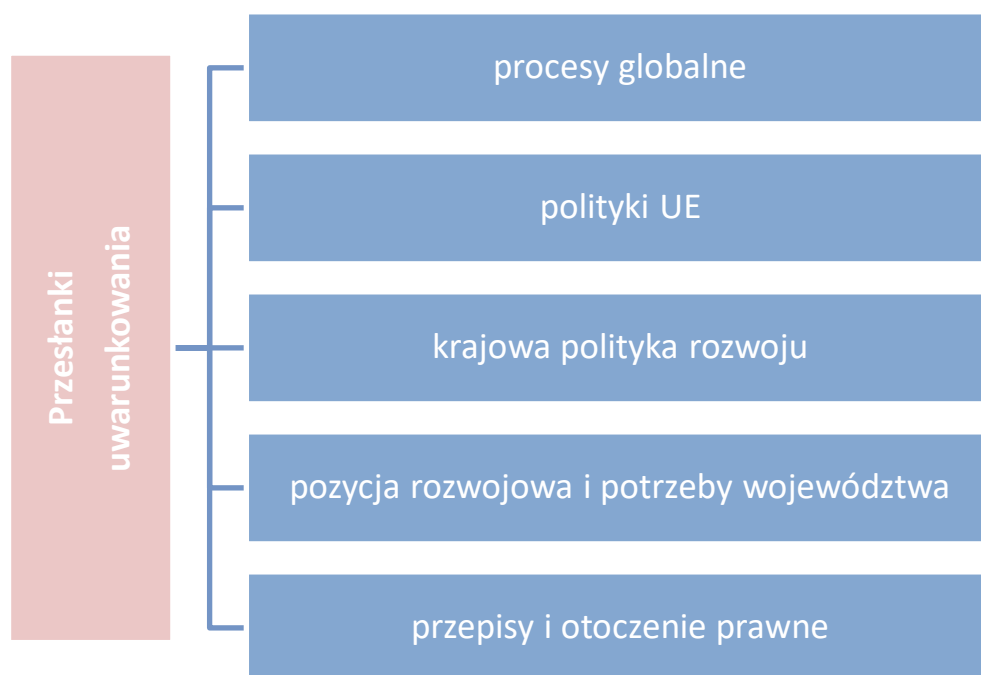 Przesłanki
uwarunkowania
procesy globalne
polityki UE
krajowa polityka rozwoju
pozycja rozwojowa i potrzeby województwa
przepisy i otoczenie prawne